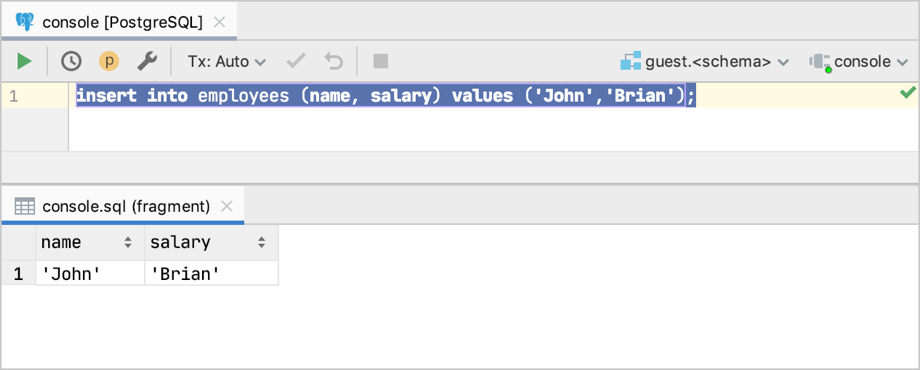 console [PostgreSQL]
p Tx: Auto guest.<schema> console
1 insert into employees (name, salary) values ('John','Brian');
console.sql (fragment)
name salary
1 'John' 'Brian'